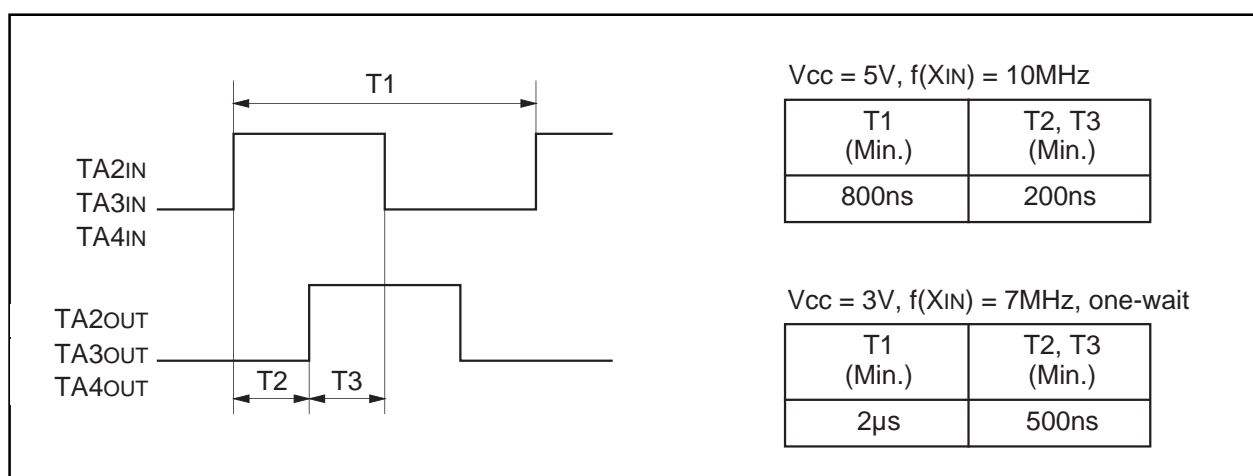 T1
TA2IN
TA3IN
TA4IN
TA2OUT
TA3OUT
TA4OUT
T2
T3
Vcc = 5V, f(XIN) = 10MHz
T1
(Min.)
T2, T3
(Min.)
800ns
200ns
Vcc = 3V, f(XIN) = 7MHz, one-wait
T1
(Min.)
T2, T3
(Min.)
2µs
500ns